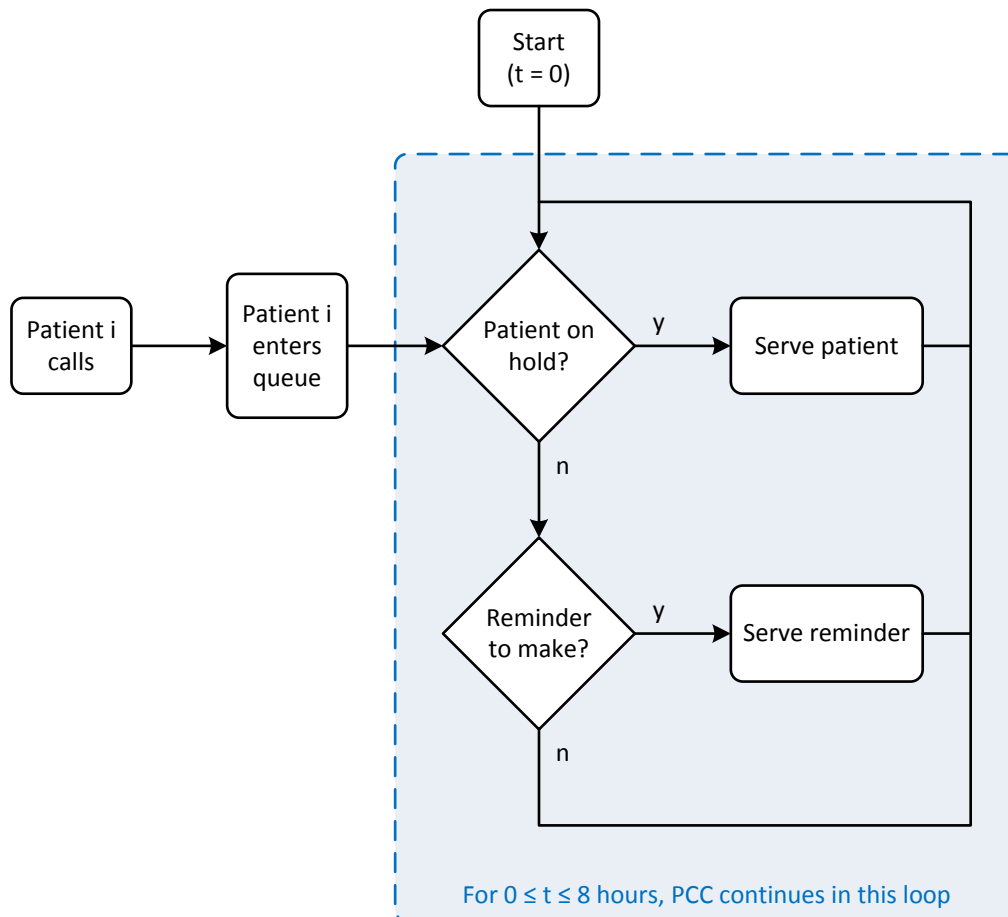 Start
(t = 0)
Patient i
calls
Patient i
enters
queue
Patient on
hold?
y
Serve patient
n
Reminder
to make?
y
Serve reminder
n
For 0 ≤ t ≤ 8 hours, PCC continues in this loop